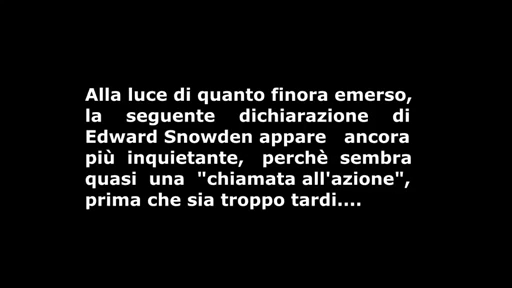 Alla luce di quanto finora emerso,
la seguente dichiarazione di
Edward Snowden appare ancora
più inquietante, perchè sembra
quasi una "chiamata all'azione",
prima che sia troppo tardi....